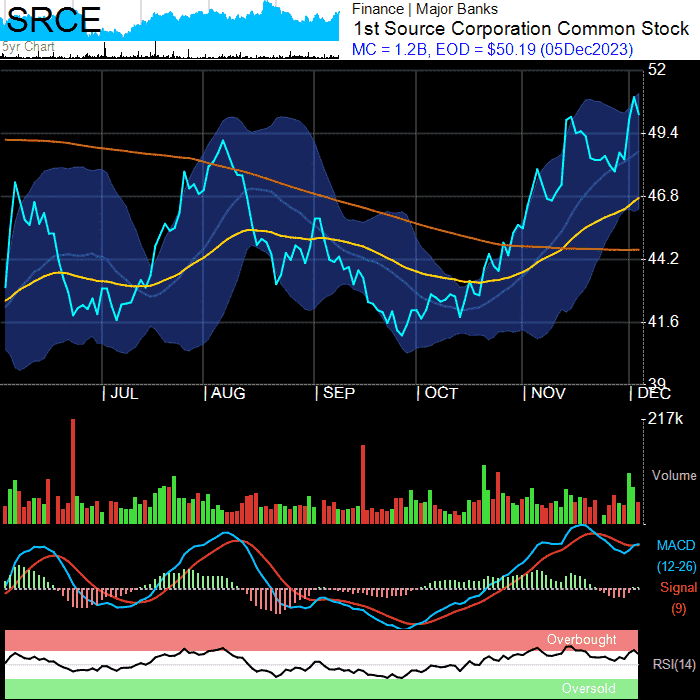 SRCE
5yr Chart
Finance | Major Banks
1st Source Corporation Common Stock
MC = 1.2B, EOD = $50.19 (05Dec2023)
52
49.4
46.8
44.2
41.6
39
JUL AUG SEP OCT NOV DEC
217k
Volume
MACD
(12-26)
Signal
(9)
Overbought
RSI(14)
Oversold